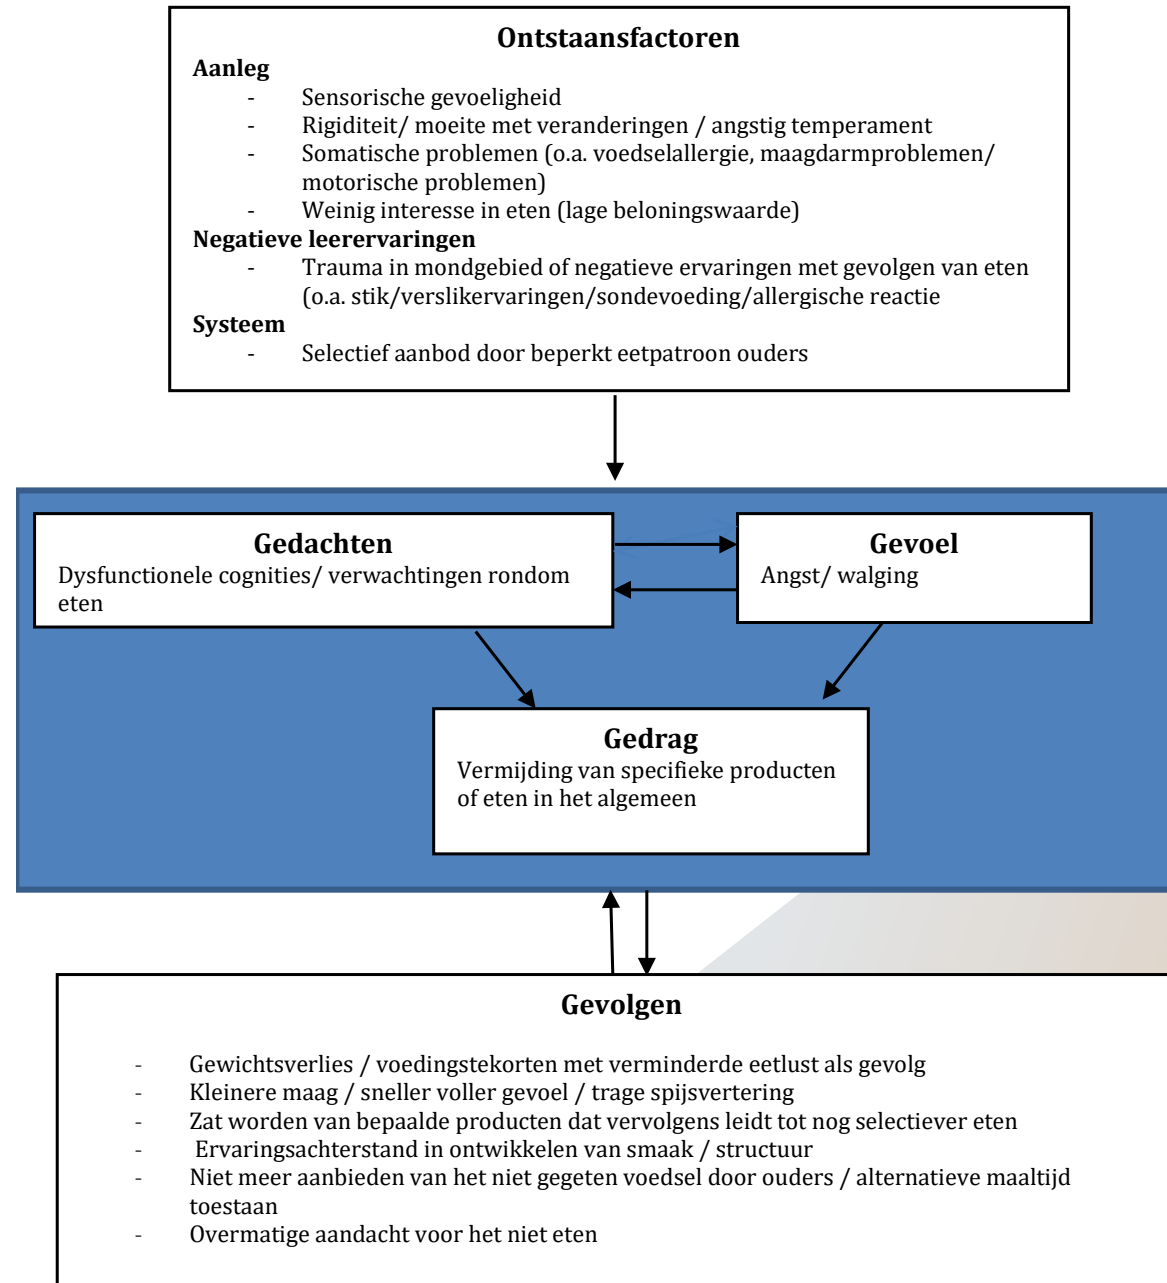 Ontstaansfactoren
Aanleg
- Sensorische gevoeligheid
- Rigiditeit/ moeite met veranderingen / angstig temperament
- Somatische problemen (o.a. voedselallergie, maagdarmproblemen/
motorische problemen)
- Weinig interesse in eten (lage beloningswaarde)
Negatieve leerervaringen
- Trauma in mondgebied of negatieve ervaringen met gevolgen van eten
(o.a. stik/verslikervaringen/sondevoeding/allergische reactie
Systeem
- Selectief aanbod door beperkt eetpatroon ouders
Gedachten
Dysfunctionele cognities/ verwachtingen rondom
eten
Gevoel
Angst/ walging
Gedrag
Vermijding van specifieke producten
of eten in het algemeen
Gevolgen
- Gewichtsverlies / voedingstekorten met verminderde eetlust als gevolg
- Kleinere maag / sneller voller gevoel / trage spijsvertering
- Zat worden van bepaalde producten dat vervolgens leidt tot nog selectiever eten
- Ervaringsachterstand in ontwikkelen van smaak / structuur
- Niet meer aanbieden van het niet gegeten voedsel door ouders / alternatieve maaltijd
toestaan
- Overmatige aandacht voor het niet eten